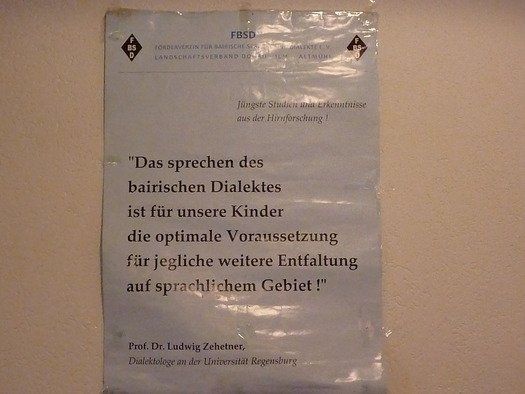 FBSD
F
BS
D
F
BS
D
FÖRDERVEREIN FÜR BAIRISCHE DIALEKTE E.V.
LANDSCHAFTSVERBAND ALTMÜHL
Jüngste Studien und Erkenntnisse
aus der Hirnforschung !
"Das sprechen des
bairischen Dialektes
ist für unsere Kinder
die optimale Voraussetzung
für jegliche weitere Entfaltung
auf sprachlichem Gebiet !"
Prof. Dr. Ludwig Zehetner,
Dialektologe an der Universität Regensburg